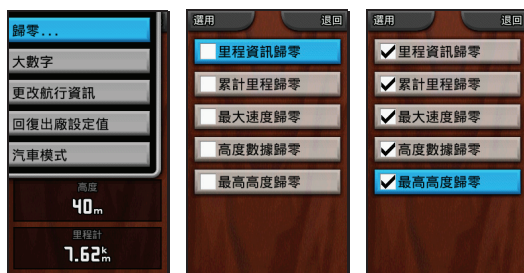 歸零...
大數字
更改航行資訊
回復出廠設定值
汽車模式
高度
40m
里程計
7.62km
選用 退回
里程資訊歸零
累計里程歸零
最大速度歸零
高度數據歸零
最高高度歸零
選用 退回
里程資訊歸零
累計里程歸零
最大速度歸零
高度數據歸零
最高高度歸零